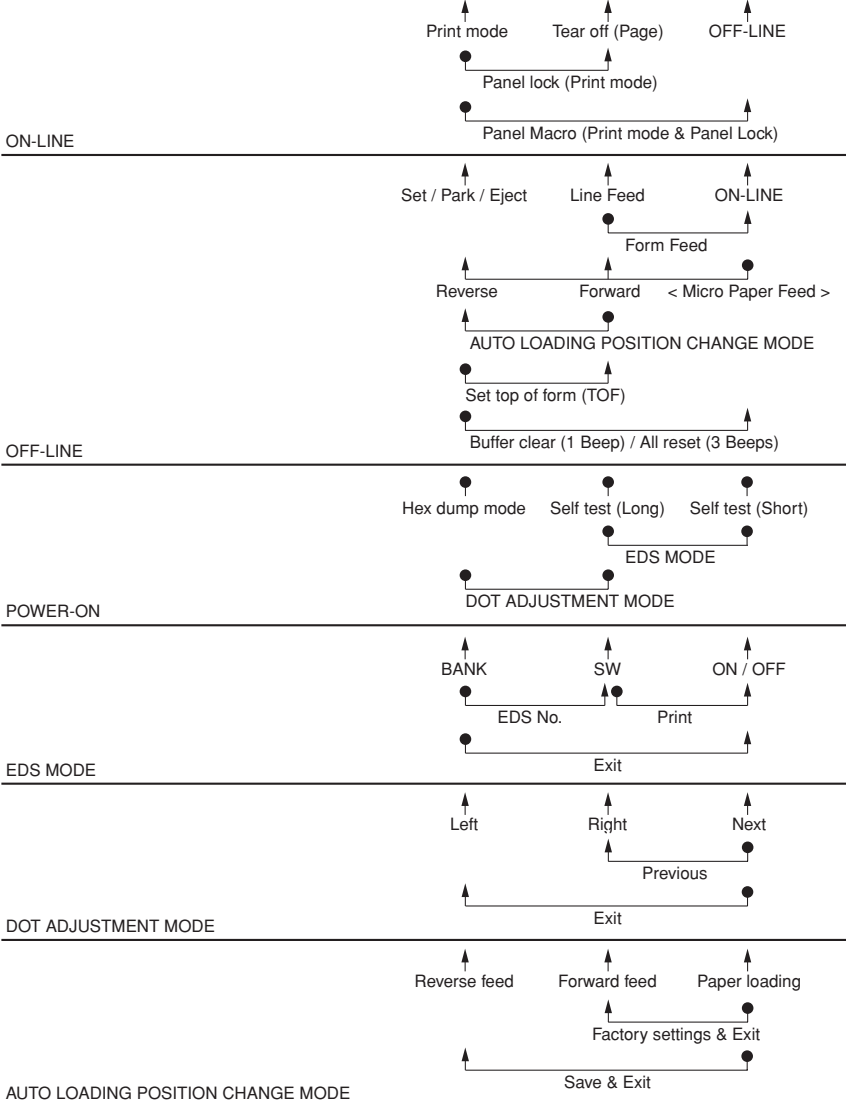 Print mode Tear off (Page) OFF-LINE
Panel lock (Print mode)
Panel Macro (Print mode & Panel Lock)
ON-LINE
Set / Park / Eject Line Feed ON-LINE
Form Feed
Reverse Forward < Micro Paper Feed >
AUTO LOADING POSITION CHANGE MODE
Set top of form (TOF)
Buffer clear (1 Beep) / All reset (3 Beeps)
OFF-LINE
Hex dump mode Self test (Long) Self test (Short)
EDS MODE
DOT ADJUSTMENT MODE
POWER-ON
BANK SW ON / OFF
EDS No. Print
Exit
EDS MODE
Left Right Next
Previous
Exit
DOT ADJUSTMENT MODE
Reverse feed Forward feed Paper loading
Factory settings & Exit
Save & Exit
AUTO LOADING POSITION CHANGE MODE